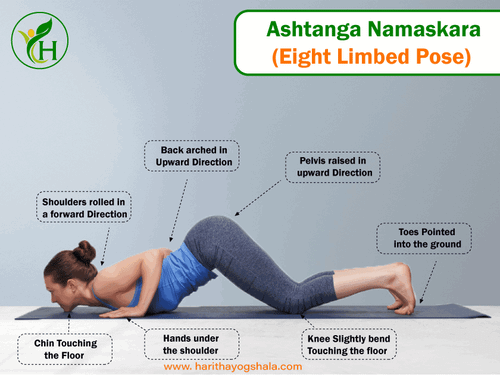 H
Ashtanga Namaskara
(Eight Limbed Pose)
Back arched in
Upward Direction
Pelvis raised in
upward Direction
Shoulders rolled in
a forward Direction
Toes Pointed
into the ground
Chin Touching
the Floor
Hands under
the shoulder
Knee Slightly bend
Touching the floor
www. harithayogshala.com